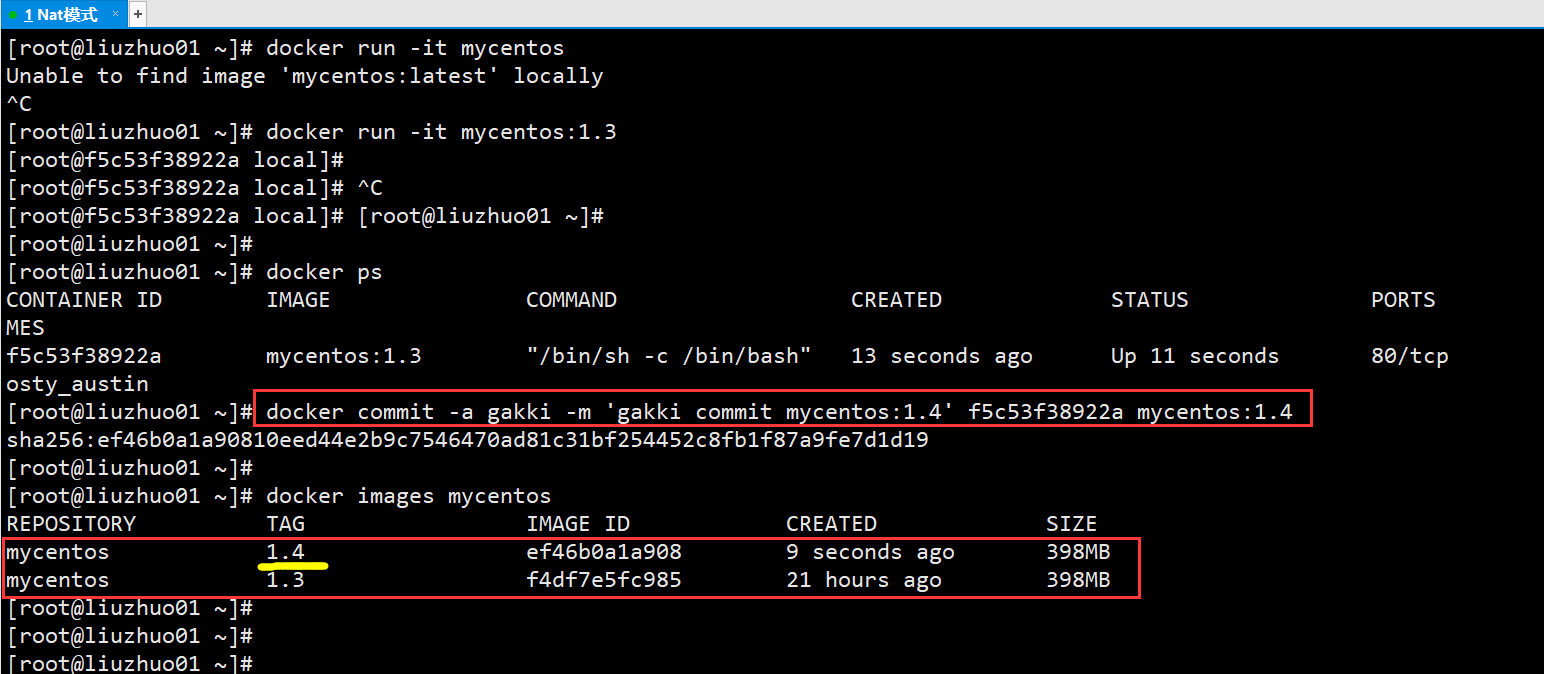 1 Nat模式 × +
[root@liuzhuo01 ~]# docker run -it mycentos
Unable to find image 'mycentos:latest' locally
^C
[root@liuzhuo01 ~]# docker run -it mycentos:1.3
[root@f5c53f38922a local]#
[root@f5c53f38922a local]# ^C
[root@f5c53f38922a local]# [root@liuzhuo01 ~]#
[root@liuzhuo01 ~]#
[root@liuzhuo01 ~]# docker ps
CONTAINER ID IMAGE COMMAND CREATED STATUS PORTS
MES
f5c53f38922a mycentos:1.3 "/bin/sh -c /bin/bash" 13 seconds ago Up 11 seconds 80/tcp
osty_austin
[root@liuzhuo01 ~]# docker commit -a gakki -m 'gakki commit mycentos:1.4' f5c53f38922a mycentos:1.4
sha256:ef46b0a1a90810eed44e2b9c7546470ad81c31bf254452c8fb1f87a9fe7d1d19
[root@liuzhuo01 ~]#
[root@liuzhuo01 ~]# docker images mycentos
REPOSITORY TAG IMAGE ID CREATED SIZE
mycentos 1.4 ef46b0a1a908 9 seconds ago 398MB
mycentos 1.3 f4df7e5fc985 21 hours ago 398MB
[root@liuzhuo01 ~]#
[root@liuzhuo01 ~]#
[root@liuzhuo01 ~]#